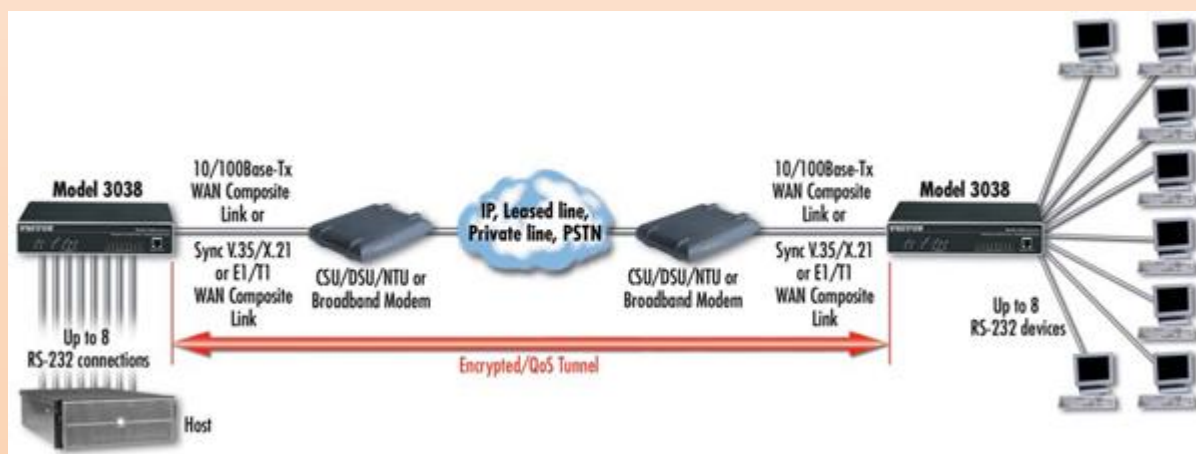 Model 3038
10/100Base-Tx
WAN Composite
Link or
Sync V.35/X.21
or E1/T1
WAN Composite
Link
CSU/DSU/NTU or
Broadband Modem
IP, Leased line,
Private line, PSTN
CSU/DSU/NTU or
Broadband Modem
10/100Base-Tx
WAN Composite
Link or
Sync V.35/X.21
or E1/T1
WAN Composite
Link
Model 3038
Up to 8
RS-232 connections
Host
Encrypted/QoS Tunnel
Up to 8
RS-232 devices